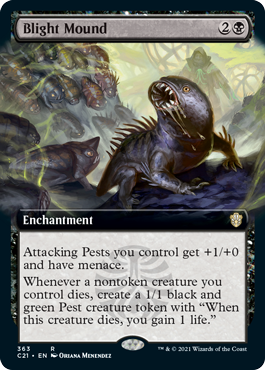 Blight Mound 2
Enchantment
Attacking Pests you control get +1/+0
and have menace.
Whenever a nontoken creature you
control dies, create a 1/1 black and
green Pest creature token with “When
this creature dies, you gain 1 life.”
363 R
C21 • EN ORIANA MENENDEZ
™ & © 2021 Wizards of the Coast